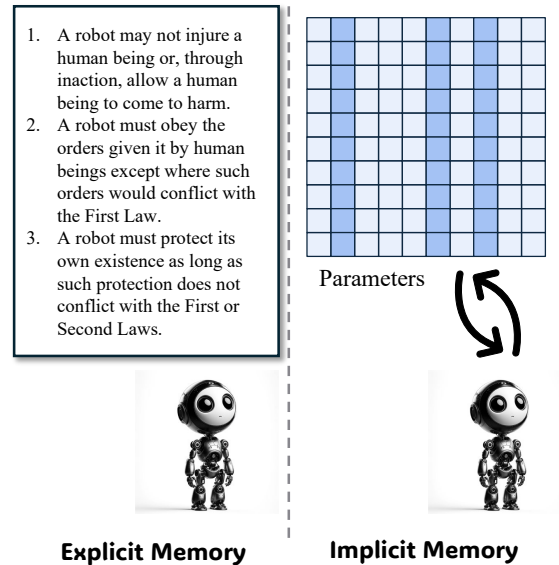 1. A robot may not injure a
human being or, through
inaction, allow a human
being to come to harm.
2. A robot must obey the
orders given it by human
beings except where such
orders would conflict with
the First Law.
3. A robot must protect its
own existence as long as
such protection does not
conflict with the First or
Second Laws.
Parameters
Explicit Memory
Implicit Memory